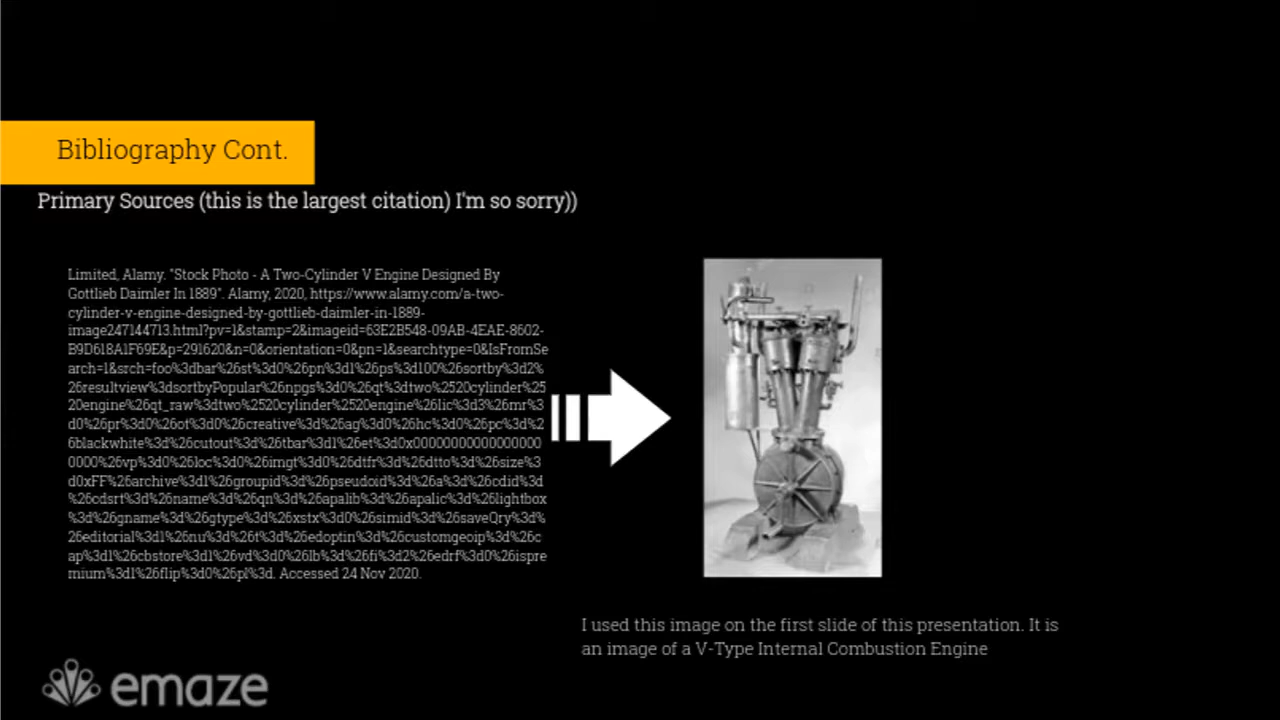 Bibliography Cont.
Primary Sources (this is the largest citation) I'm so sorry))
Limited, Alamy. "Stock Photo - A Two-Cylinder V Engine Designed By
Gottlieb Daimler In 1889". Alamy, 2020, https://www.alamy.com/a-two-
cylinder-v-engine-designed-by-gottlieb-daimler-in-1889-
image247144713.html?pv=1&stamp=2&imageid=63E2B548-09AB-4EAE-8602-
B9D618A1F69E&p=291620&n=0&orientation=0&pn=1&searchtype=0&IsFromSe
arch=1&srch=foo%3dbar%26st%3d0%26pn%3d1%26ps%3d100%26sortby%3d2%
26resultview%3dsortbyPopular%26npgs%3d0%26qt%3dtwo%2520cylinder%25
20engine%26qt_raw%3dtwo%2520cylinder%2520engine%26lic%3d3%26mr%3
d0%26pr%3d0%26ot%3d0%26creative%3d%26ag%3d0%26hc%3d0%26pc%3d%2
6blackwhite%3d%26cutout%3d%26tbar%3d1%26et%3d0x00000000000000000
0000%26vp%3d0%26loc%3d0%26imgt%3d0%26dtfr%3d%26dtto%3d%26size%3
d0xFF%26archive%3d1%26groupid%3d%26pseudoid%3d%26a%3d%26cdid%3d
%26cdsrt%3d%26name%3d%26qn%3d%26apalib%3d%26apalic%3d%26lightbox
%3d%26gname%3d%26gtype%3d%26xstx%3d0%26simid%3d%26saveQry%3d%
26editorial%3d1%26nu%3d%26t%3d%26edoptin%3d%26customgeoip%3d%26c
ap%3d1%26cbstore%3d1%26vd%3d0%26lb%3d%26fi%3d2%26edrf%3d0%26ispre
mium%3d1%26flip%3d0%26pl%3d. Accessed 24 Nov 2020.
I used this image on the first slide of this presentation. It is
an image of a V-Type Internal Combustion Engine
emaze